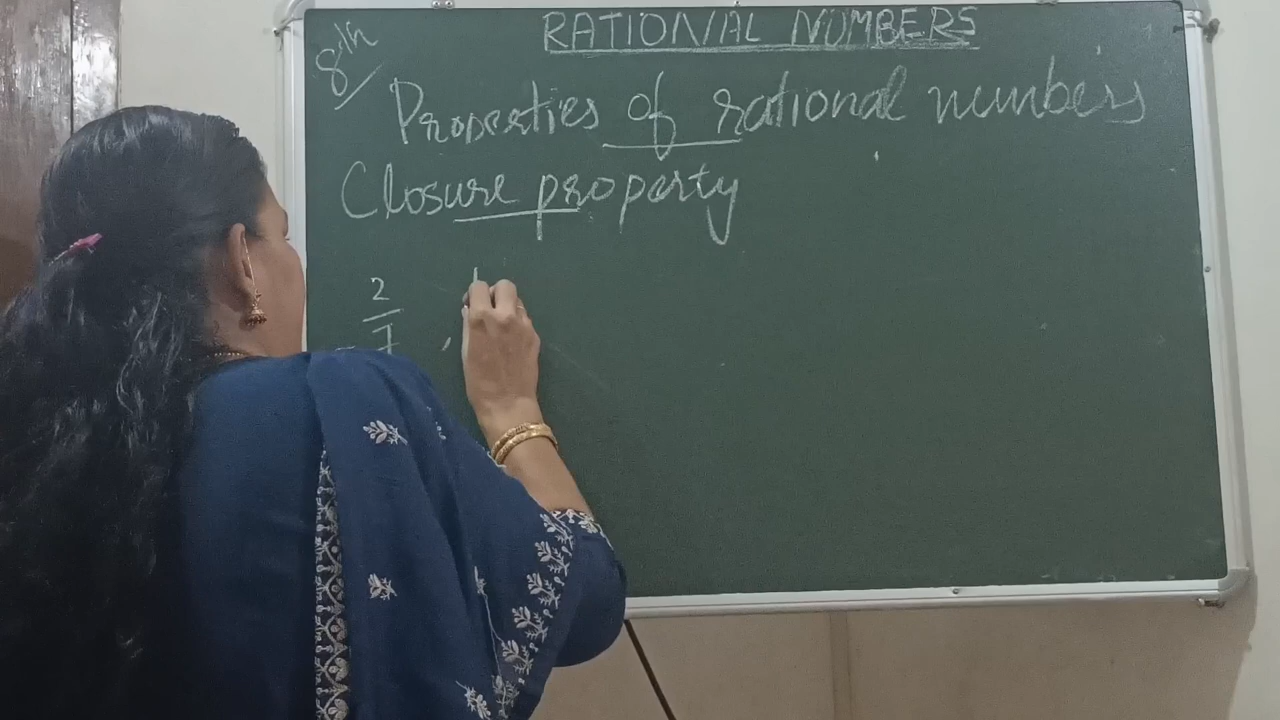 RATIONAL NUMBERS
8th
Properties of rational numbers
Closure property
2
7
,